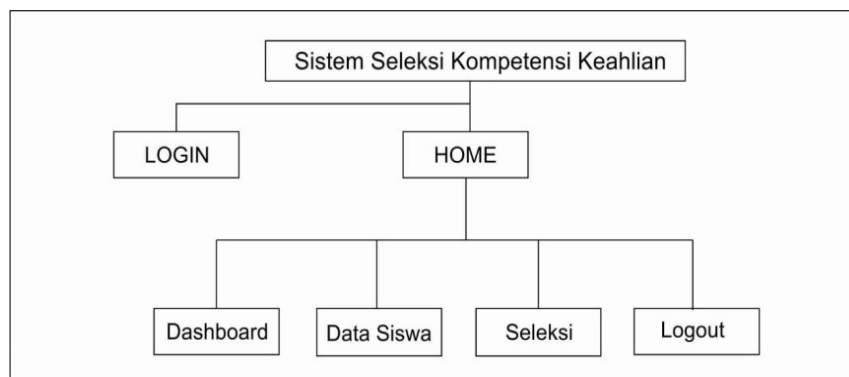 Sistem Seleksi Kompetensi Keahlian
LOGIN
HOME
Dashboard
Data Siswa
Seleksi
Logout